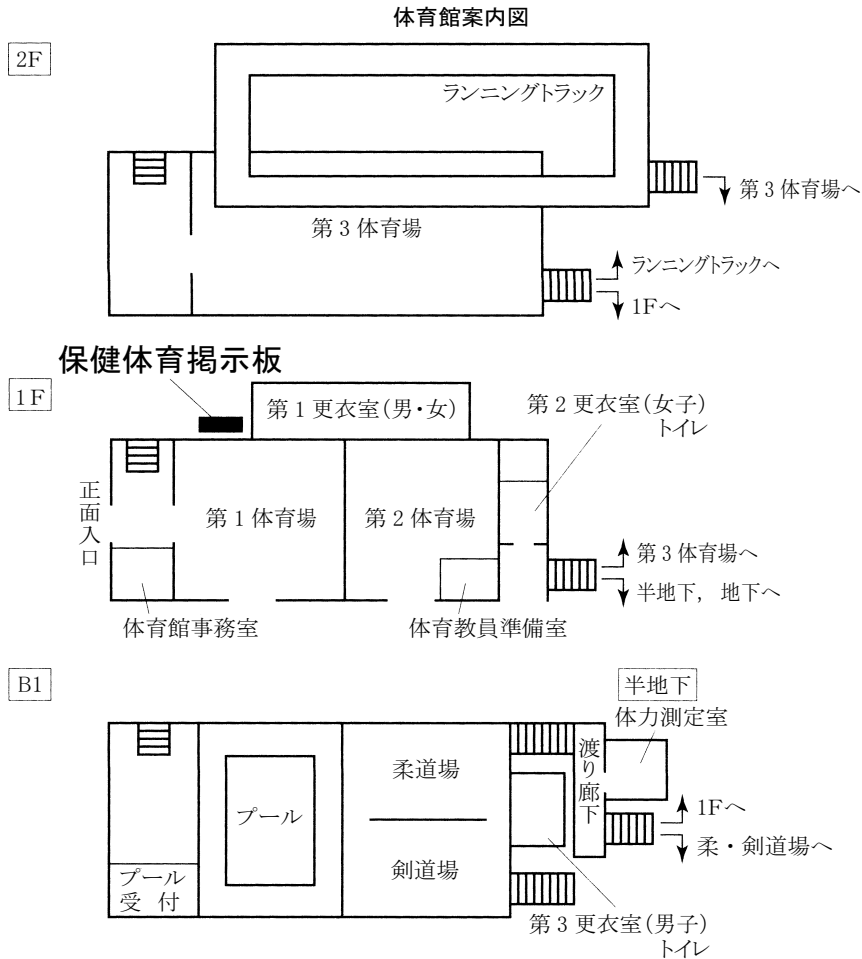 体育館案内図
2F
ランニングトラック
第3体育場へ
第3体育場
ランニングトラックへ
1Fへ
保健体育掲示板
1F
第1更衣室(男・女)
第2更衣室(女子)
トイレ
正面入口
第1体育場
第2体育場
第3体育場へ
半地下, 地下へ
体育館事務室
体育教員準備室
B1
半地下
体力測定室
柔道場
渡り廊下
プール
1Fへ
柔・剣道場へ
剣道場
プール
受 付
第3更衣室(男子)
トイレ